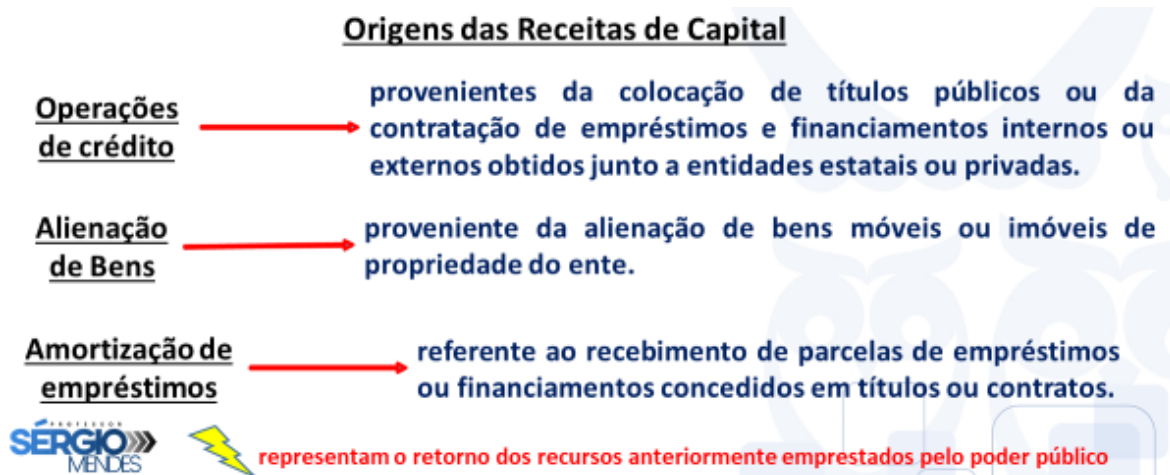 Origens das Receitas de Capital
Operações
de crédito
provenientes da colocação de títulos públicos ou da
contratação de empréstimos e financiamentos internos ou
externos obtidos junto a entidades estatais ou privadas.
Alienação
de Bens
proveniente da alienação de bens móveis ou imóveis de
propriedade do ente.
Amortização de
empréstimos
referente ao recebimento de parcelas de empréstimos
ou financiamentos concedidos em títulos ou contratos.
PROFESSOR
SÉRGIO
MENDES
representam o retorno dos recursos anteriormente emprestados pelo poder público